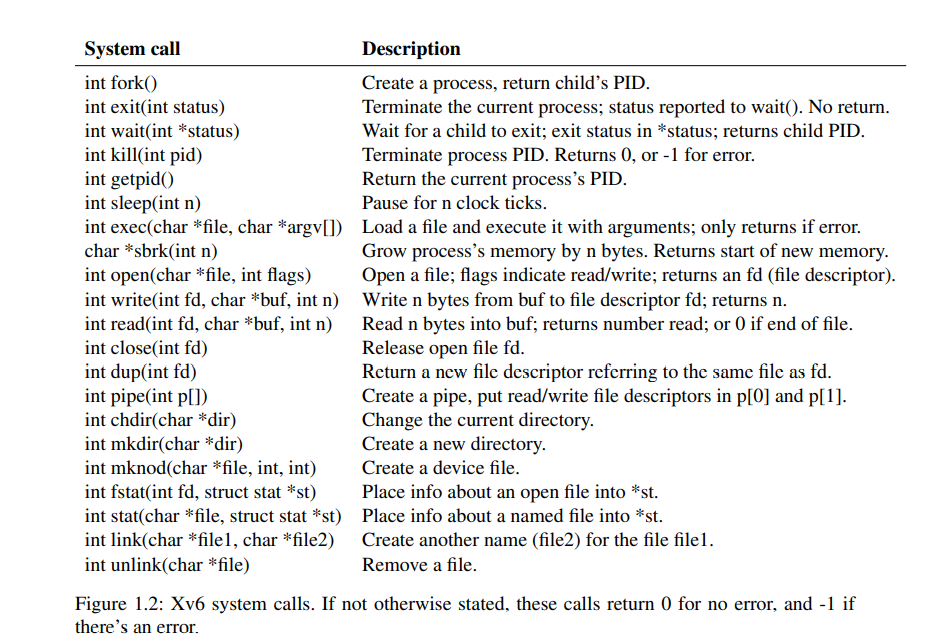 System call Description
int fork() Create a process, return child's PID.
int exit(int status) Terminate the current process; status reported to wait(). No return.
int wait(int *status) Wait for a child to exit; exit status in *status; returns child PID.
int kill(int pid) Terminate process PID. Returns 0, or -1 for error.
int getpid() Return the current process's PID.
int sleep(int n) Pause for n clock ticks.
int exec(char *file, char *argv[]) Load a file and execute it with arguments; only returns if error.
char *sbrk(int n) Grow process's memory by n bytes. Returns start of new memory.
int open(char *file, int flags) Open a file; flags indicate read/write; returns an fd (file descriptor).
int write(int fd, char *buf, int n) Write n bytes from buf to file descriptor fd; returns n.
int read(int fd, char *buf, int n) Read n bytes into buf; returns number read; or 0 if end of file.
int close(int fd) Release open file fd.
int dup(int fd) Return a new file descriptor referring to the same file as fd.
int pipe(int p[]) Create a pipe, put read/write file descriptors in p[0] and p[1].
int chdir(char *dir) Change the current directory.
int mkdir(char *dir) Create a new directory.
int mknod(char *file, int, int) Create a device file.
int fstat(int fd, struct stat *st) Place info about an open file into *st.
int stat(char *file, struct stat *st) Place info about a named file into *st.
int link(char *file1, char *file2) Create another name (file2) for the file file1.
int unlink(char *file) Remove a file.
Figure 1.2: Xv6 system calls. If not otherwise stated, these calls return 0 for no error, and -1 if
there's an error.